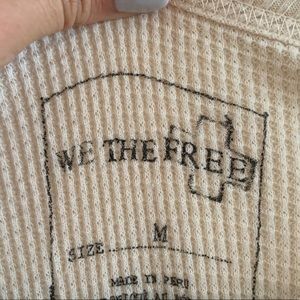 WE THE FREE
SIZE ........ M ........
MADE IN PERU